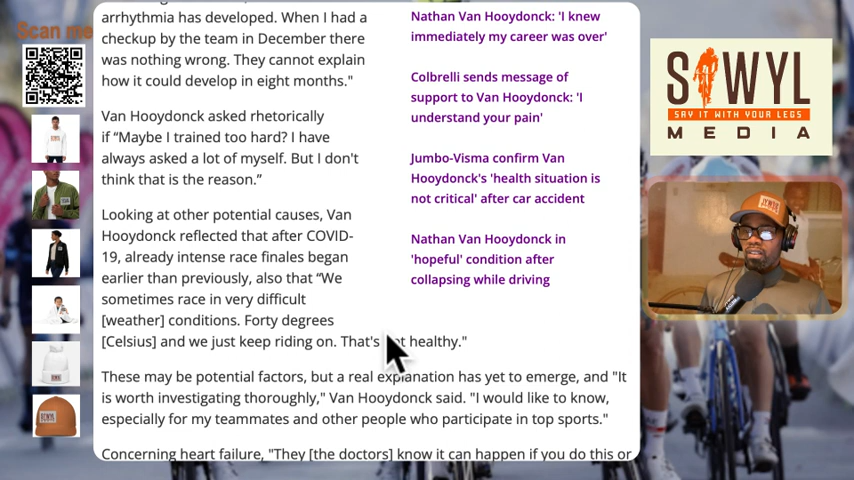 Scan me
arrhythmia has developed. When I had a
checkup by the team in December there
was nothing wrong. They cannot explain
how it could develop in eight months."
Van Hooydonck asked rhetorically
if “Maybe I trained too hard? I have
always asked a lot of myself. But I don't
think that is the reason.”
Looking at other potential causes, Van
Hooydonck reflected that after COVID-
19, already intense race finales began
earlier than previously, also that “We
sometimes race in very difficult
[weather] conditions. Forty degrees
[Celsius] and we just keep riding on. That's not healthy."
These may be potential factors, but a real explanation has yet to emerge, and "It
is worth investigating thoroughly," Van Hooydonck said. "I would like to know,
especially for my teammates and other people who participate in top sports."
Concerning heart failure, "They [the doctors] know it can happen if you do this or
Nathan Van Hooydonck: 'I knew
immediately my career was over'
Colbrelli sends message of
support to Van Hooydonck: 'I
understand your pain'
Jumbo-Visma confirm Van
Hooydonck's 'health situation is
not critical' after car accident
Nathan Van Hooydonck in
'hopeful' condition after
collapsing while driving
SIWYL
SAY IT WITH YOUR LEGS
MEDIA